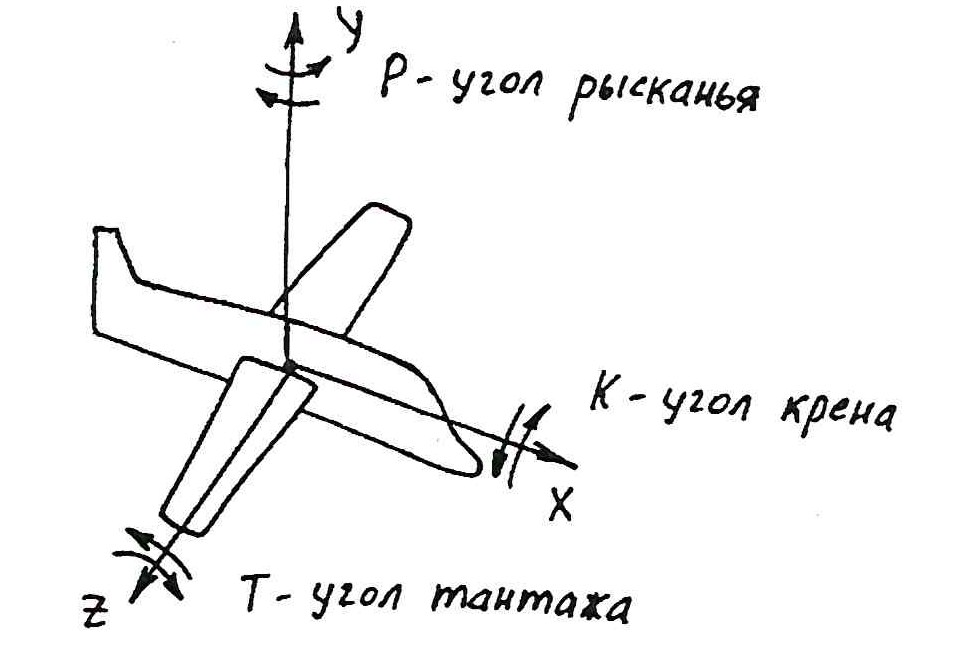 У
Р - угол рысканья
К - угол крена
X
Т - угол тантажа
Z